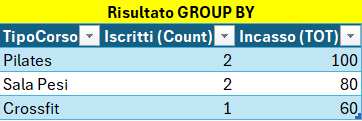 Risultato GROUP BY
TipoCorso Iscritti (Count) Incasso (TOT)
Pilates 2 100
Sala Pesi 2 80
Crossfit 1 60